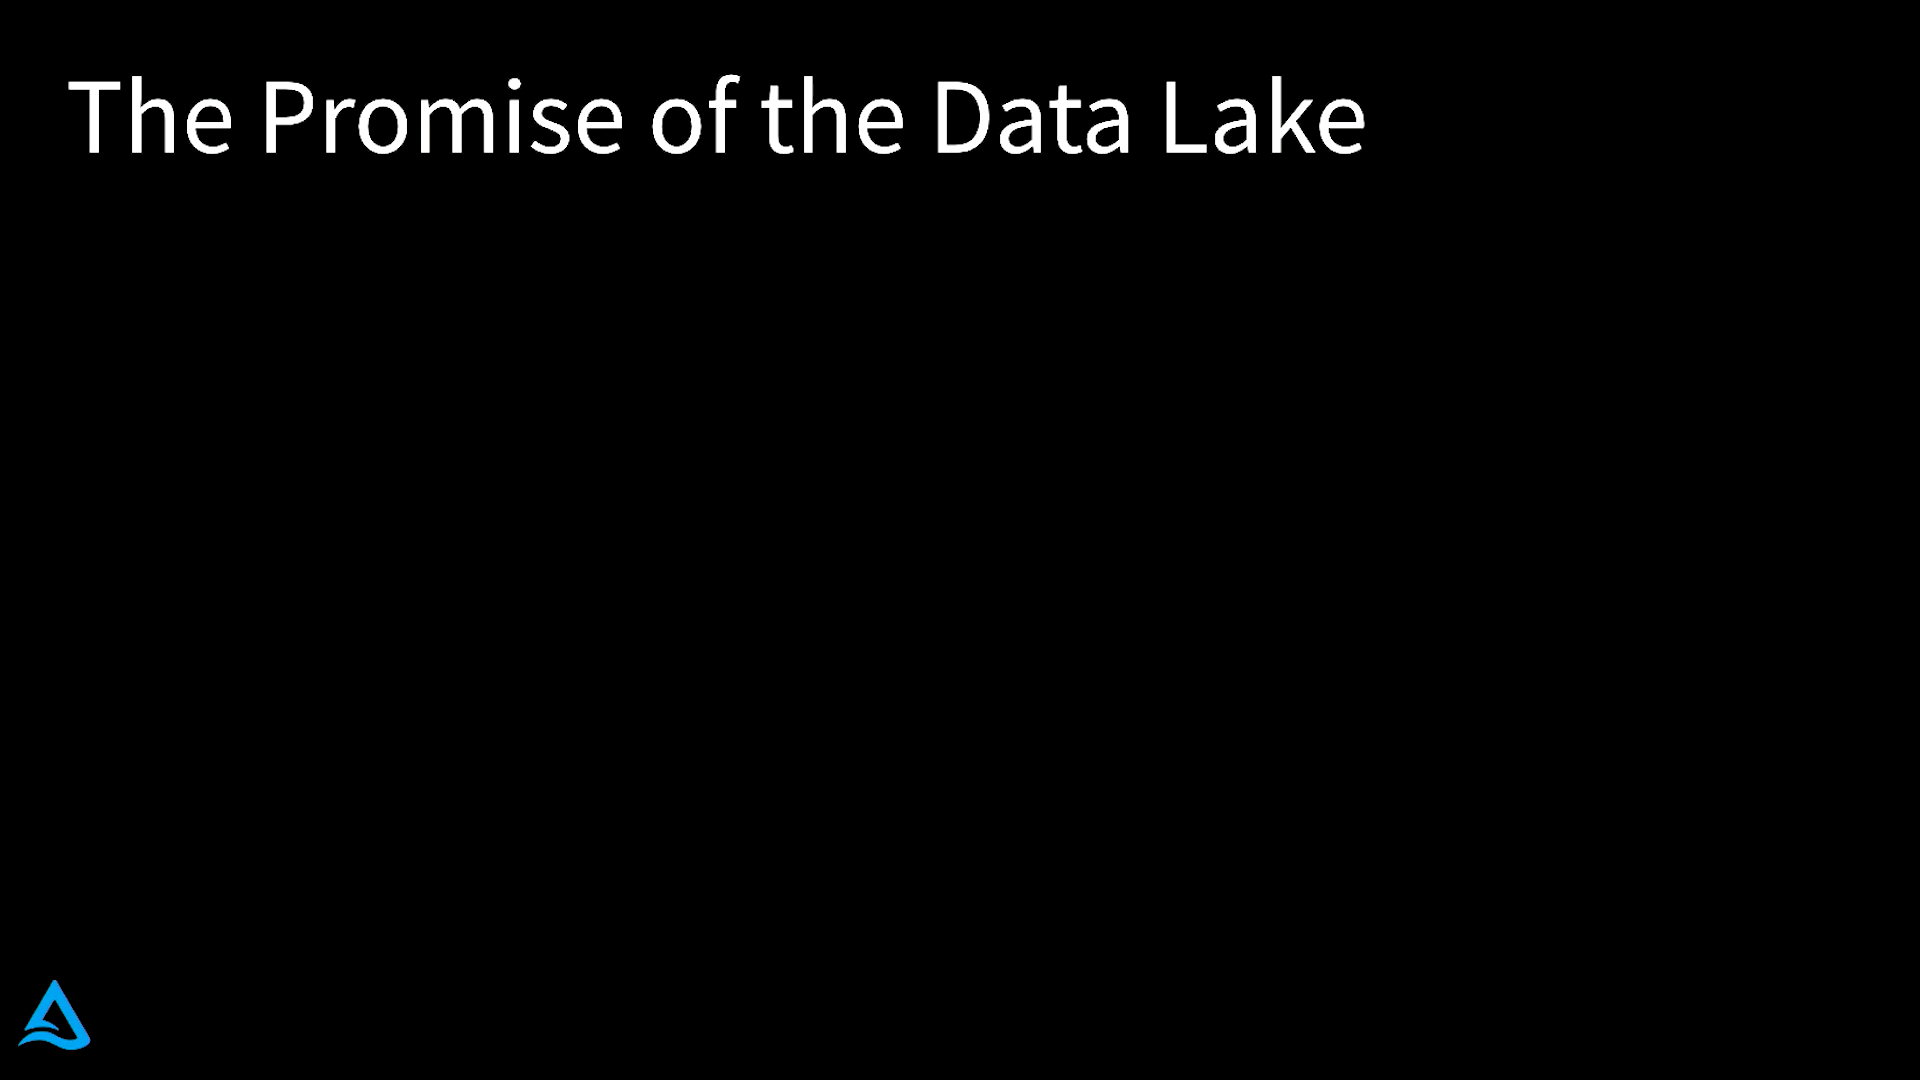 The Promise of the Data Lake